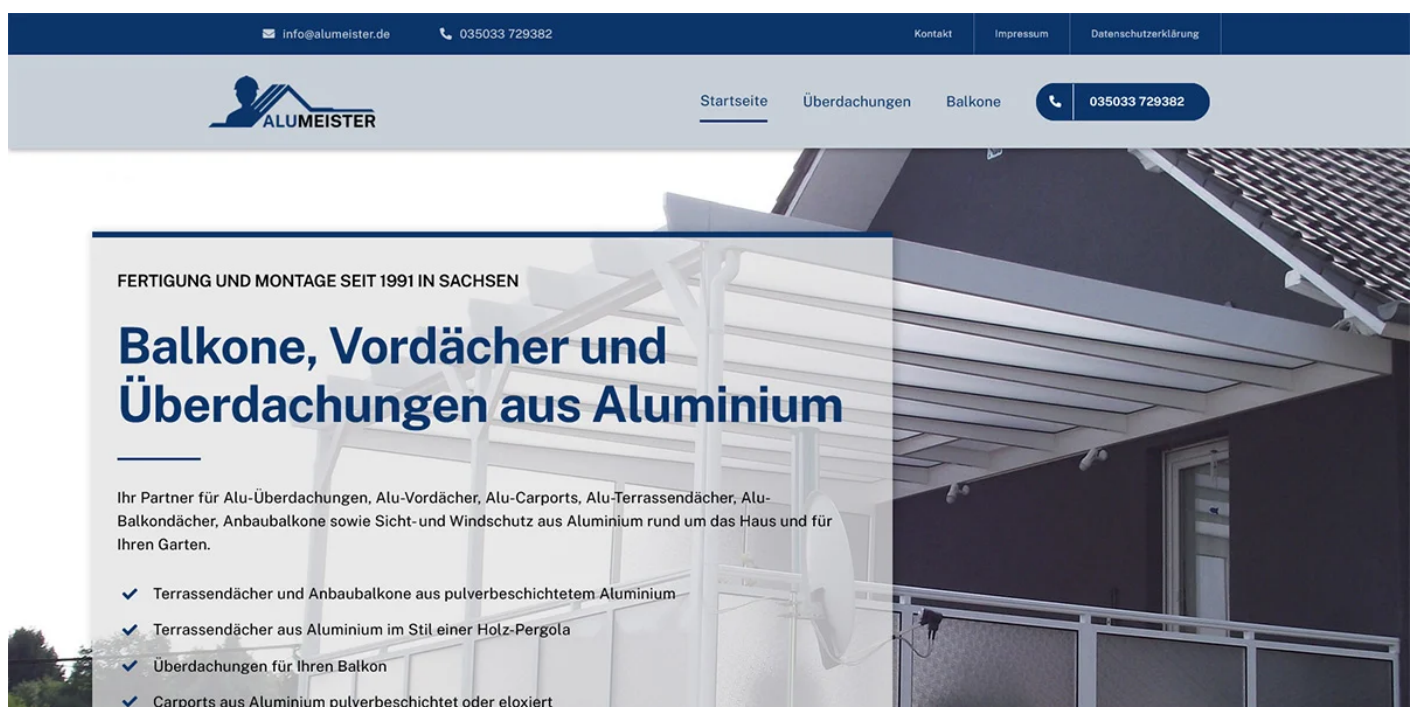 info@alumeister.de
035033 729382
Kontakt
Impressum
Datenschutzerklärung
ALUMEISTER
Startseite
Überdachungen
Balkone
035033 729382
FERTIGUNG UND MONTAGE SEIT 1991 IN SACHSEN
Balkone, Vordächer und
Überdachungen aus Aluminium
Ihr Partner für Alu-Überdachungen, Alu-Vordächer, Alu-Carports, Alu-Terrassendächer, Alu-
Balkondächer, Anbaubalkone sowie Sicht- und Windschutz aus Aluminium rund um das Haus und für
Ihren Garten.
Terrassendächer und Anbaubalkone aus pulverbeschichtetem Aluminium
Terrassendächer aus Aluminium im Stil einer Holz-Pergola
Überdachungen für Ihren Balkon
Carports aus Aluminium pulverbeschichtet oder eloxiert